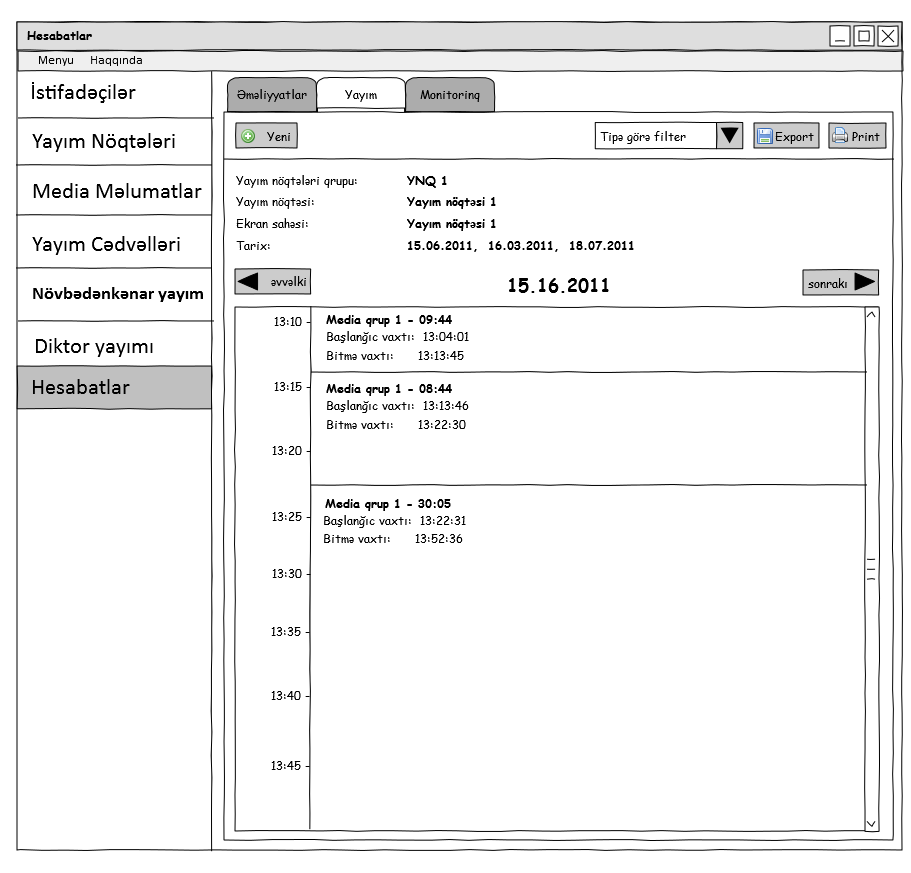 Hesabatlar
Menyu Haqqında
İstifadəçilər
Yayım Nöqtələri
Media Məlumatlar
Yayım Cədvəlləri
Növbədənkənar yayım
Diktor yayımı
Hesabatlar
Əməliyyatlar Yayım Monitorinq
Yeni Tipə görə filter Export Print
Yayım nöqtələri qrupu: YNQ 1
Yayım nöqtəsi: Yayım nöqtəsi 1
Ekran sahəsi: Yayım nöqtəsi 1
Tarix: 15.06.2011, 16.03.2011, 18.07.2011
əvvəlki 15.16.2011 sonrakı
13:10 Media qrup 1 - 09:44
Başlanğıc vaxtı: 13:04:01
Bitmə vaxtı: 13:13:45
13:15 Media qrup 1 - 08:44
Başlanğıc vaxtı: 13:13:46
Bitmə vaxtı: 13:22:30
13:20
Media qrup 1 - 30:05
13:25 Başlanğıc vaxtı: 13:22:31
Bitmə vaxtı: 13:52:36
13:30
13:35
13:40
13:45